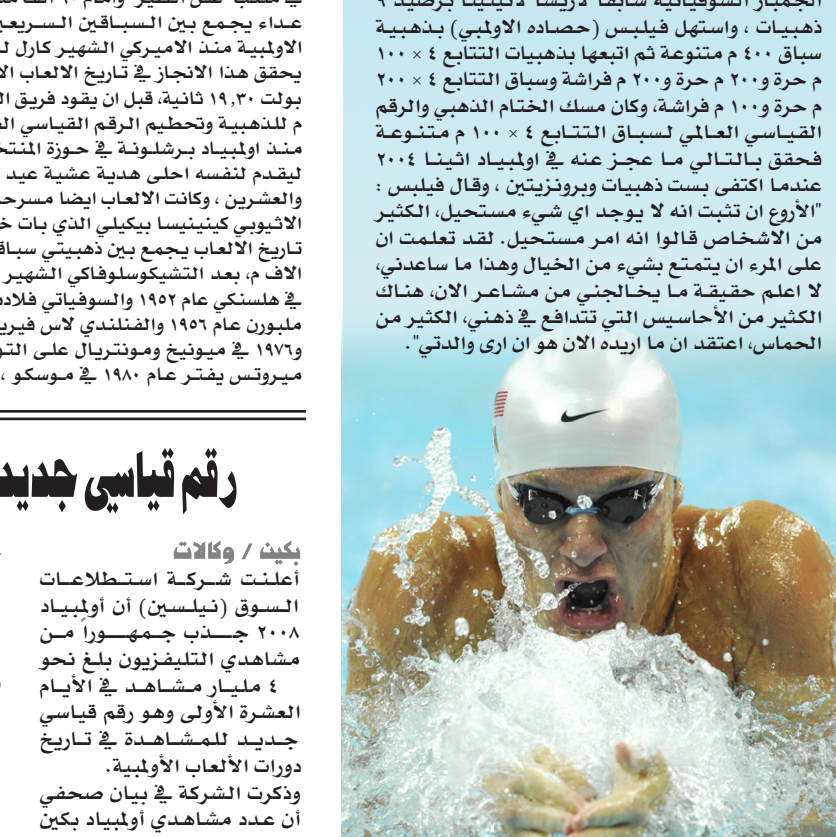 الجمباز السوفياتية سابقا لاريسا لاتينينا برصيد ٩
ذهبيات ، واستهل فيلبس (حصاده الاولمبي) بذهبية
سباق ٤٠٠ م متنوعة ثم اتبعها بذهبيات التتابع ٤ × ١٠٠
م حرة و٢٠٠ م حرة و٢٠٠ م فراشة وسباق التتابع ٤ × ٢٠٠
م حرة و١٠٠ م فراشة، وكان مسك الختام الذهبي والرقم
القياسي العالمي لسباق التتابع ٤ × ١٠٠ م متنوعة
فحقق بالتالي ما عجز عنه في اولمبياد اثينا ٢٠٠٤
عندما اكتفى بست ذهبيات وبرونزيتين ، وقال فيلبس :
"الأروع ان تثبت انه لا يوجد اي شيء مستحيل، الكثير
من الاشخاص قالوا انه امر مستحيل. لقد تعلمت ان
على المرء ان يتمتع بشيء من الخيال وهذا ما ساعدني،
لا اعلم حقيقة ما يخالجني من مشاعر الان، هناك
الكثير من الأحاسيس التي تتدافع في ذهني، الكثير من
الحماس، اعتقد ان ما اريده الان هو ان ارى والدتي".
عداء يجمع بين السباقين
الاولمبية منذ الاميركي الشهير كارل
يحقق هذا الانجاز في تاريخ الالعاب
بولت ١٩,٣٠ ثانية، قبل ان يقود فريق
م للذهبية وتحطيم الرقم القياسي
منذ اولمبياد برشلونة في حوزة
ليقدم لنفسه احلى هدية عشية عيد
والعشرين ، وكانت الالعاب ايضا
الاثيوبي كينينيسا بيكيلي الذي بات
تاريخ الالعاب يجمع بين ذهبيتي
الاف م، بعد التشيكوسلوفاكي الشهير
في هلسنكي عام ١٩٥٢ والسوفياتي
ملبورن عام ١٩٥٦ والفنلندي لاس
و١٩٧٦ في ميونيخ ومونتريال على
ميروتس يفتر عام ١٩٨٠ في موسكو ،
رقم قياسي جديد
بكين / وكالات
أعلنت شركة استطلاعات
السوق (نيلسين) أن أولمبياد
٢٠٠٨ جذب جمهوراً من
مشاهدي التليفزيون بلغ نحو
٤ مليار مشاهد في الأيام
العشرة الأولى وهو رقم قياسي
جديد للمشاهدة في تاريخ
دورات الألعاب الأولمبية.
وذكرت الشركة في بيان صحفي
أن عدد مشاهدي أولمبياد بكين